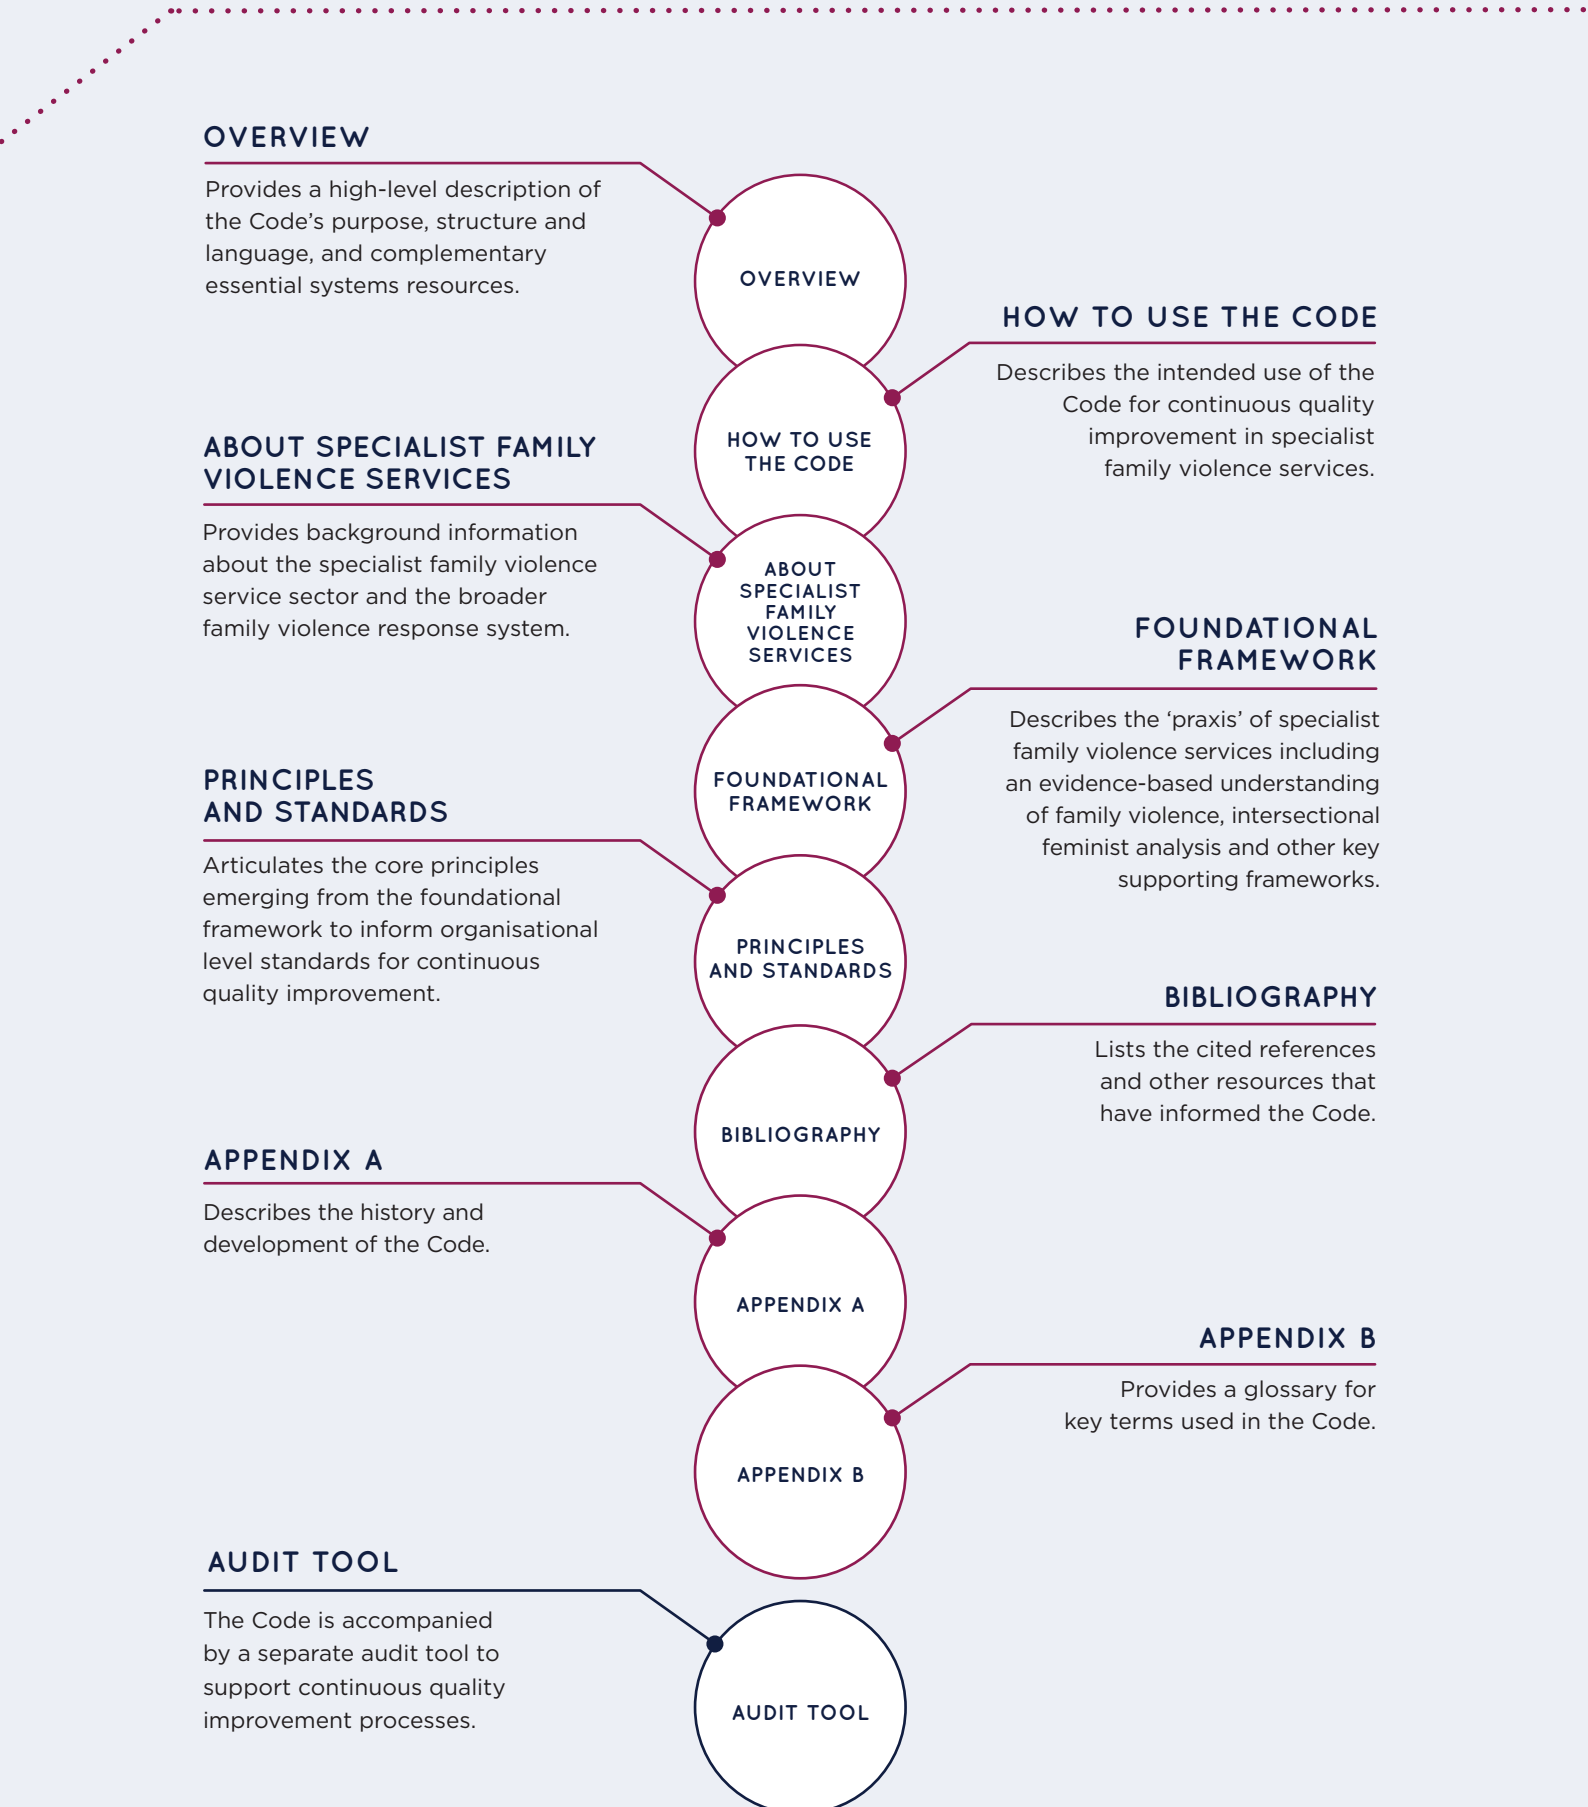 OVERVIEW
Provides a high-level description of
the Code’s purpose, structure and
language, and complementary
essential systems resources.
OVERVIEW
HOW TO USE THE CODE
Describes the intended use of the
Code for continuous quality
improvement in specialist
family violence services.
HOW TO USE
THE CODE
ABOUT SPECIALIST FAMILY
VIOLENCE SERVICES
Provides background information
about the specialist family violence
service sector and the broader
family violence response system.
ABOUT
SPECIALIST
FAMILY
VIOLENCE
SERVICES
FOUNDATIONAL
FRAMEWORK
Describes the ‘praxis’ of specialist
family violence services including
an evidence-based understanding
of family violence, intersectional
feminist analysis and other key
supporting frameworks.
FOUNDATIONAL
FRAMEWORK
PRINCIPLES
AND STANDARDS
Articulates the core principles
emerging from the foundational
framework to inform organisational
level standards for continuous
quality improvement.
PRINCIPLES
AND STANDARDS
BIBLIOGRAPHY
Lists the cited references
and other resources that
have informed the Code.
BIBLIOGRAPHY
APPENDIX A
Describes the history and
development of the Code.
APPENDIX A
APPENDIX B
Provides a glossary for
key terms used in the Code.
APPENDIX B
AUDIT TOOL
The Code is accompanied
by a separate audit tool to
support continuous quality
improvement processes.
AUDIT TOOL